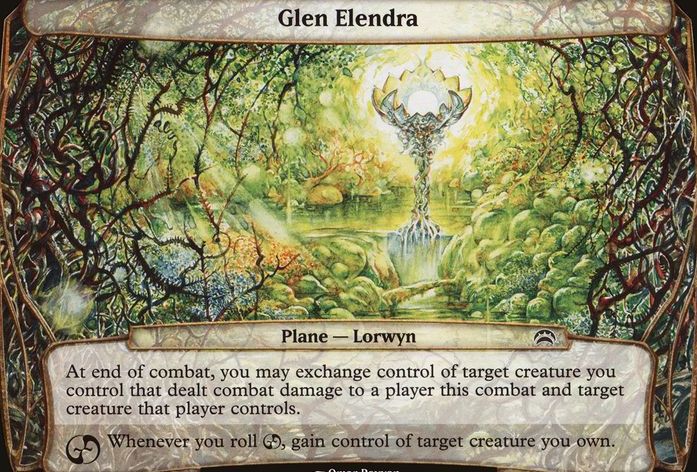 Glen Elendra
Plane — Lorwyn
At end of combat, you may exchange control of target creature you
control that dealt combat damage to a player this combat and target
creature that player controls.
Whenever you roll , gain control of target creature you own.